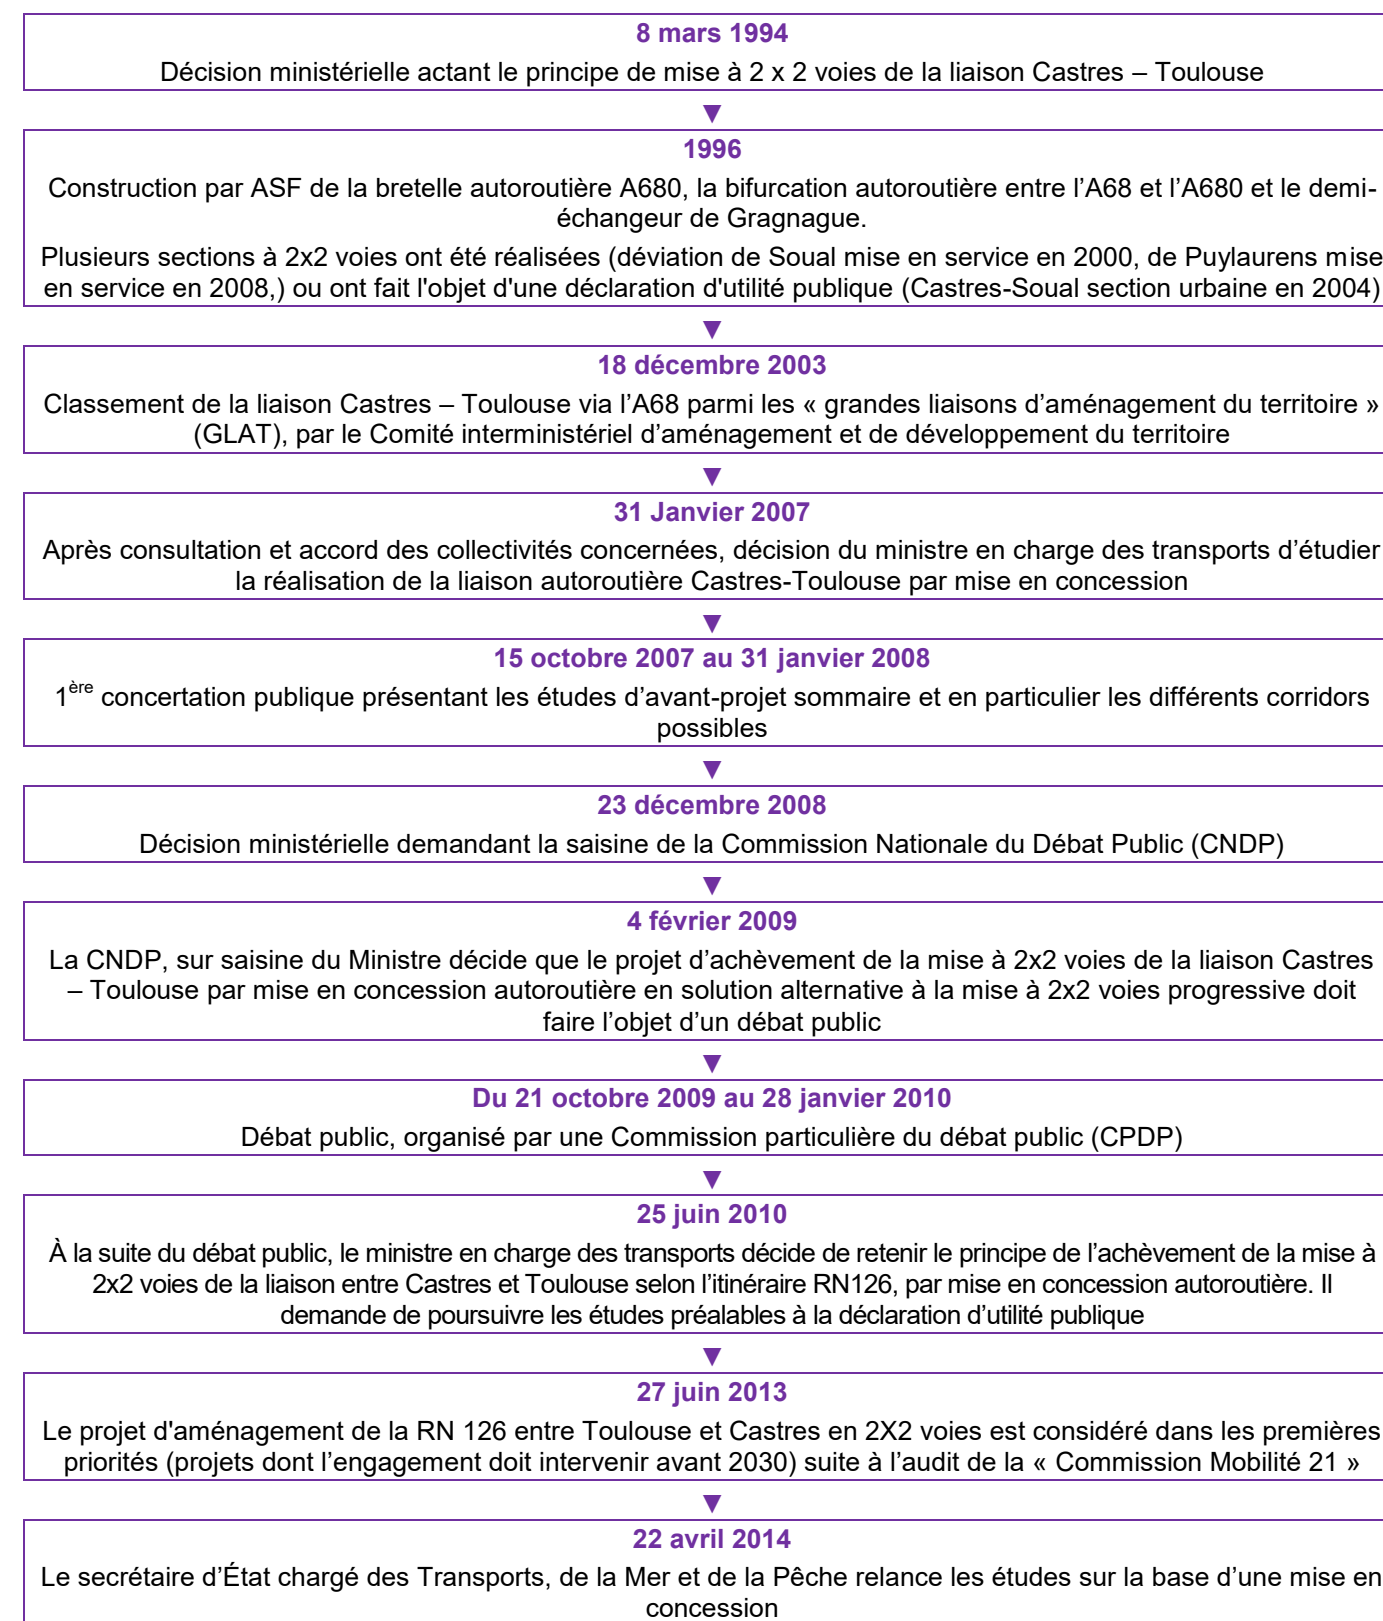 8 mars 1994
Décision ministérielle actant le principe de mise à 2 x 2 voies de la liaison Castres – Toulouse
▼
1996
Construction par ASF de la bretelle autoroutière A680, la bifurcation autoroutière entre l’A68 et l’A680 et le demi-
échangeur de Gragnague.
Plusieurs sections à 2x2 voies ont été réalisées (déviation de Soual mise en service en 2000, de Puylaurens mise
en service en 2008,) ou ont fait l'objet d'une déclaration d'utilité publique (Castres-Soual section urbaine en 2004)
▼
18 décembre 2003
Classement de la liaison Castres – Toulouse via l’A68 parmi les « grandes liaisons d’aménagement du territoire »
(GLAT), par le Comité interministériel d’aménagement et de développement du territoire
▼
31 Janvier 2007
Après consultation et accord des collectivités concernées, décision du ministre en charge des transports d’étudier
la réalisation de la liaison autoroutière Castres-Toulouse par mise en concession
▼
15 octobre 2007 au 31 janvier 2008
1ère concertation publique présentant les études d’avant-projet sommaire et en particulier les différents corridors
possibles
▼
23 décembre 2008
Décision ministérielle demandant la saisine de la Commission Nationale du Débat Public (CNDP)
▼
4 février 2009
La CNDP, sur saisine du Ministre décide que le projet d’achèvement de la mise à 2x2 voies de la liaison Castres
– Toulouse par mise en concession autoroutière en solution alternative à la mise à 2x2 voies progressive doit
faire l’objet d’un débat public
▼
Du 21 octobre 2009 au 28 janvier 2010
Débat public, organisé par une Commission particulière du débat public (CPDP)
▼
25 juin 2010
À la suite du débat public, le ministre en charge des transports décide de retenir le principe de l’achèvement de la mise à
2x2 voies de la liaison entre Castres et Toulouse selon l’itinéraire RN126, par mise en concession autoroutière. Il
demande de poursuivre les études préalables à la déclaration d’utilité publique
▼
27 juin 2013
Le projet d'aménagement de la RN 126 entre Toulouse et Castres en 2X2 voies est considéré dans les premières
priorités (projets dont l’engagement doit intervenir avant 2030) suite à l’audit de la « Commission Mobilité 21 »
▼
22 avril 2014
Le secrétaire d’État chargé des Transports, de la Mer et de la Pêche relance les études sur la base d’une mise en
concession